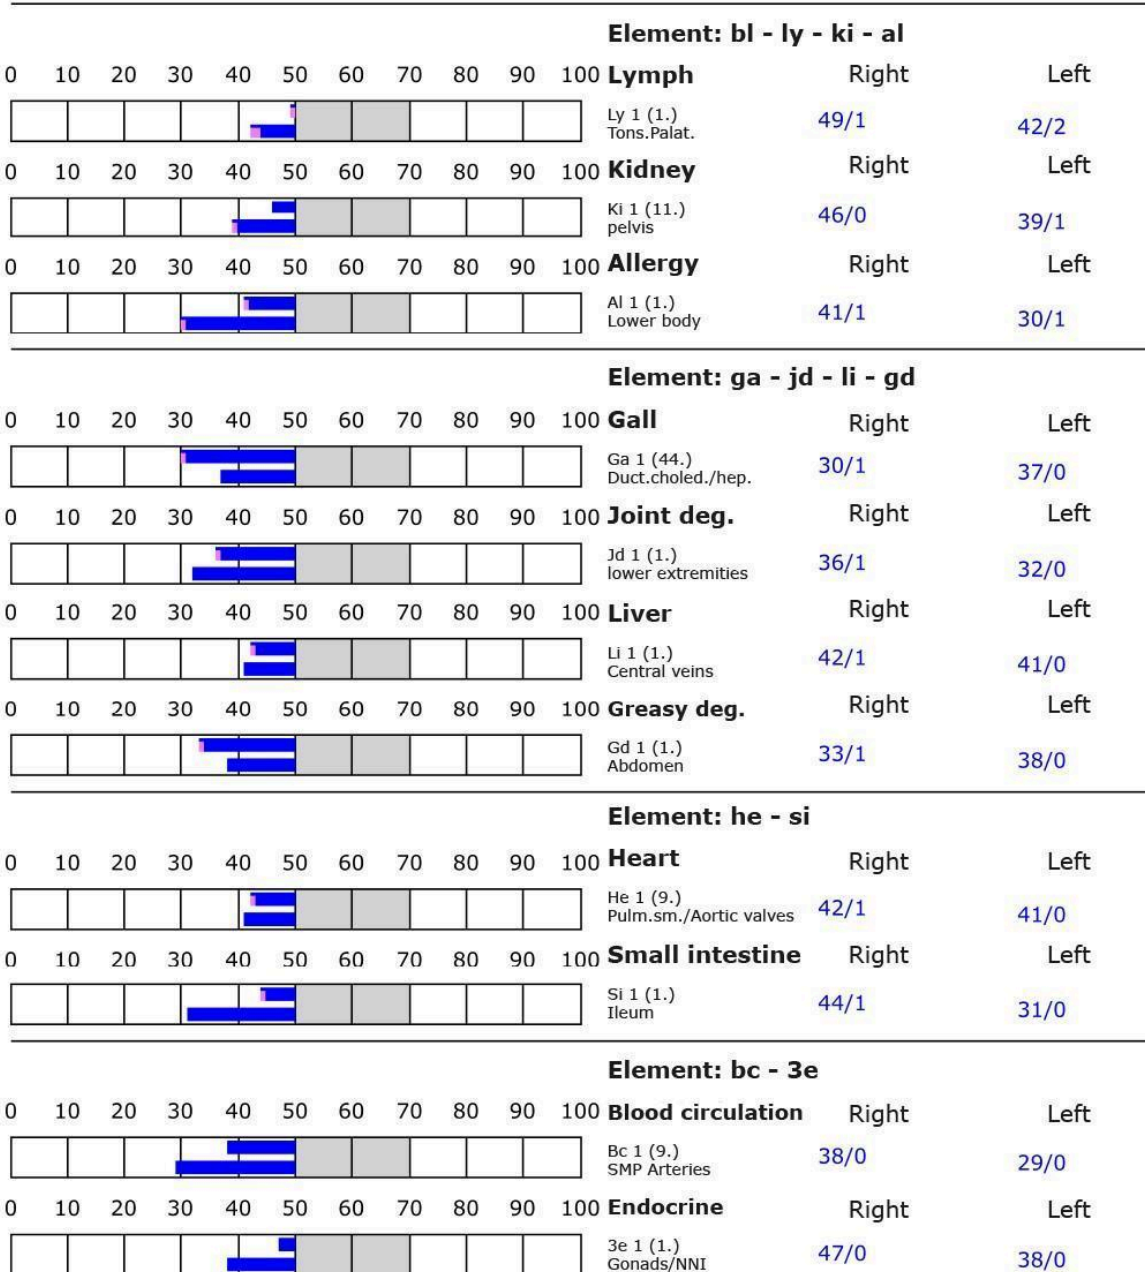 Element: bl - ly - ki - al
0 10 20 30 40 50 60 70 80 90 100 Lymph Right Left
Ly 1 (1.) 49/1 42/2
Tons.Palat.
0 10 20 30 40 50 60 70 80 90 100 Kidney Right Left
Ki 1 (11.) 46/0 39/1
pelvis
0 10 20 30 40 50 60 70 80 90 100 Allergy Right Left
Al 1 (1.) 41/1 30/1
Lower body
Element: ga - jd - li - gd
0 10 20 30 40 50 60 70 80 90 100 Gall Right Left
Ga 1 (44.) 30/1 37/0
Duct.choled./hep.
0 10 20 30 40 50 60 70 80 90 100 Joint deg. Right Left
Jd 1 (1.) 36/1 32/0
lower extremities
0 10 20 30 40 50 60 70 80 90 100 Liver Right Left
Li 1 (1.) 42/1 41/0
Central veins
0 10 20 30 40 50 60 70 80 90 100 Greasy deg. Right Left
Gd 1 (1.) 33/1 38/0
Abdomen
Element: he - si
0 10 20 30 40 50 60 70 80 90 100 Heart Right Left
He 1 (9.) 42/1 41/0
Pulm.sm./Aortic valves
0 10 20 30 40 50 60 70 80 90 100 Small intestine Right Left
Si 1 (1.) 44/1 31/0
Ileum
Element: bc - 3e
0 10 20 30 40 50 60 70 80 90 100 Blood circulation Right Left
Bc 1 (9.) 38/0 29/0
SMP Arteries
0 10 20 30 40 50 60 70 80 90 100 Endocrine Right Left
3e 1 (1.) 47/0 38/0
Gonads/NNI